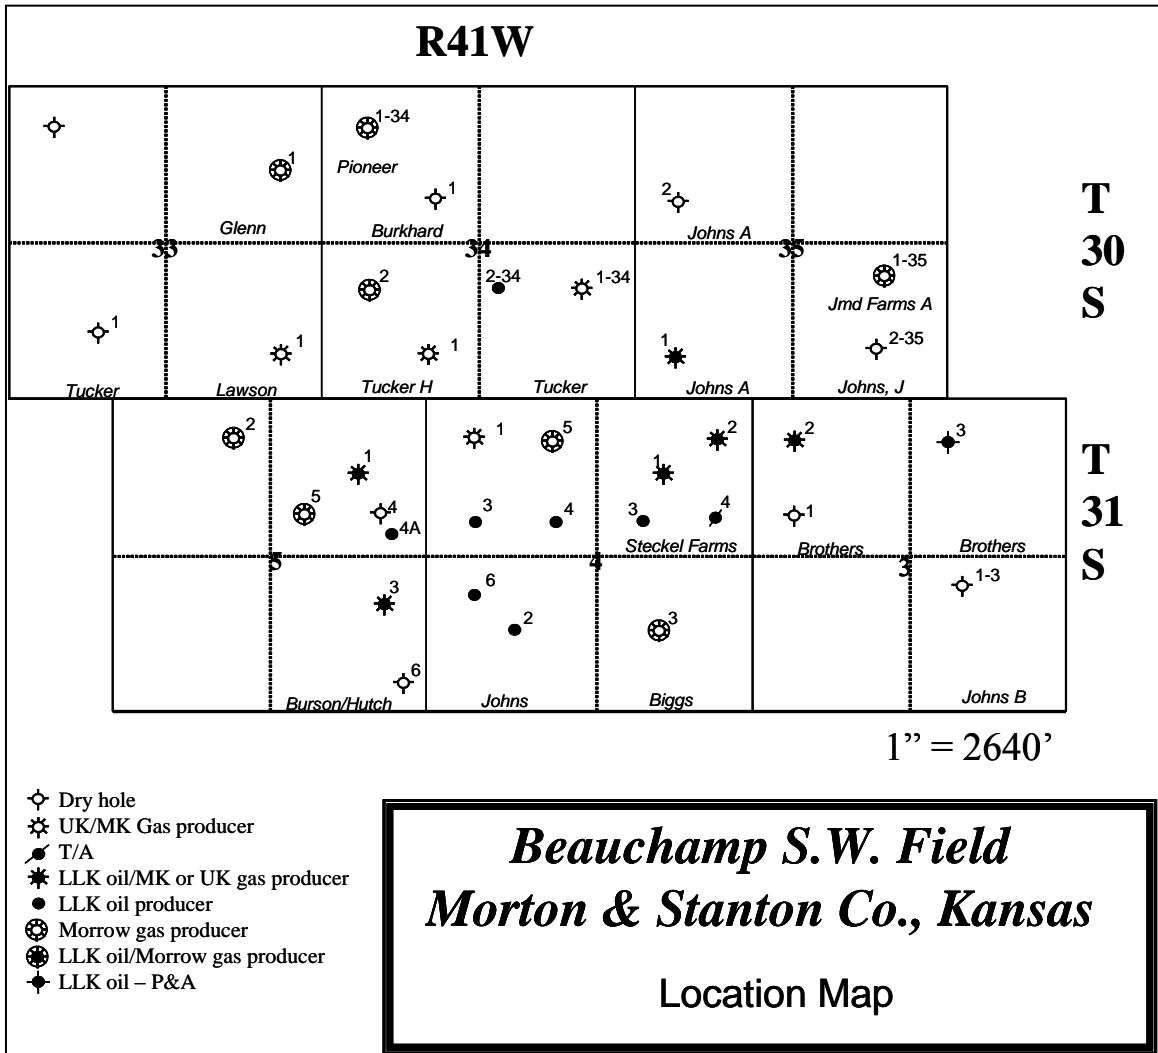 R41W
1-34
1
Pioneer
1
2
Glenn
Burkhard
Johns A
T
30
S
33
34
35
2
2-34
1-34
1-35
Jmd Farms A
1
1
1
1
2-35
Tucker
Lawson
Tucker H
Tucker
Johns A
Johns, J
2
1
1
5
1
2
2
3
T
31
S
5
4
4A
3
4
3
4
1
Steckel Farms
Brothers
Brothers
5
4
3
3
6
2
3
1-3
6
Burson/Hutch
Johns
Biggs
Johns B
1” = 2640’
Dry hole
UK/MK Gas producer
T/A
LLK oil/MK or UK gas producer
LLK oil producer
Morrow gas producer
LLK oil/Morrow gas producer
LLK oil – P&A
Beauchamp S.W. Field
Morton & Stanton Co., Kansas
Location Map